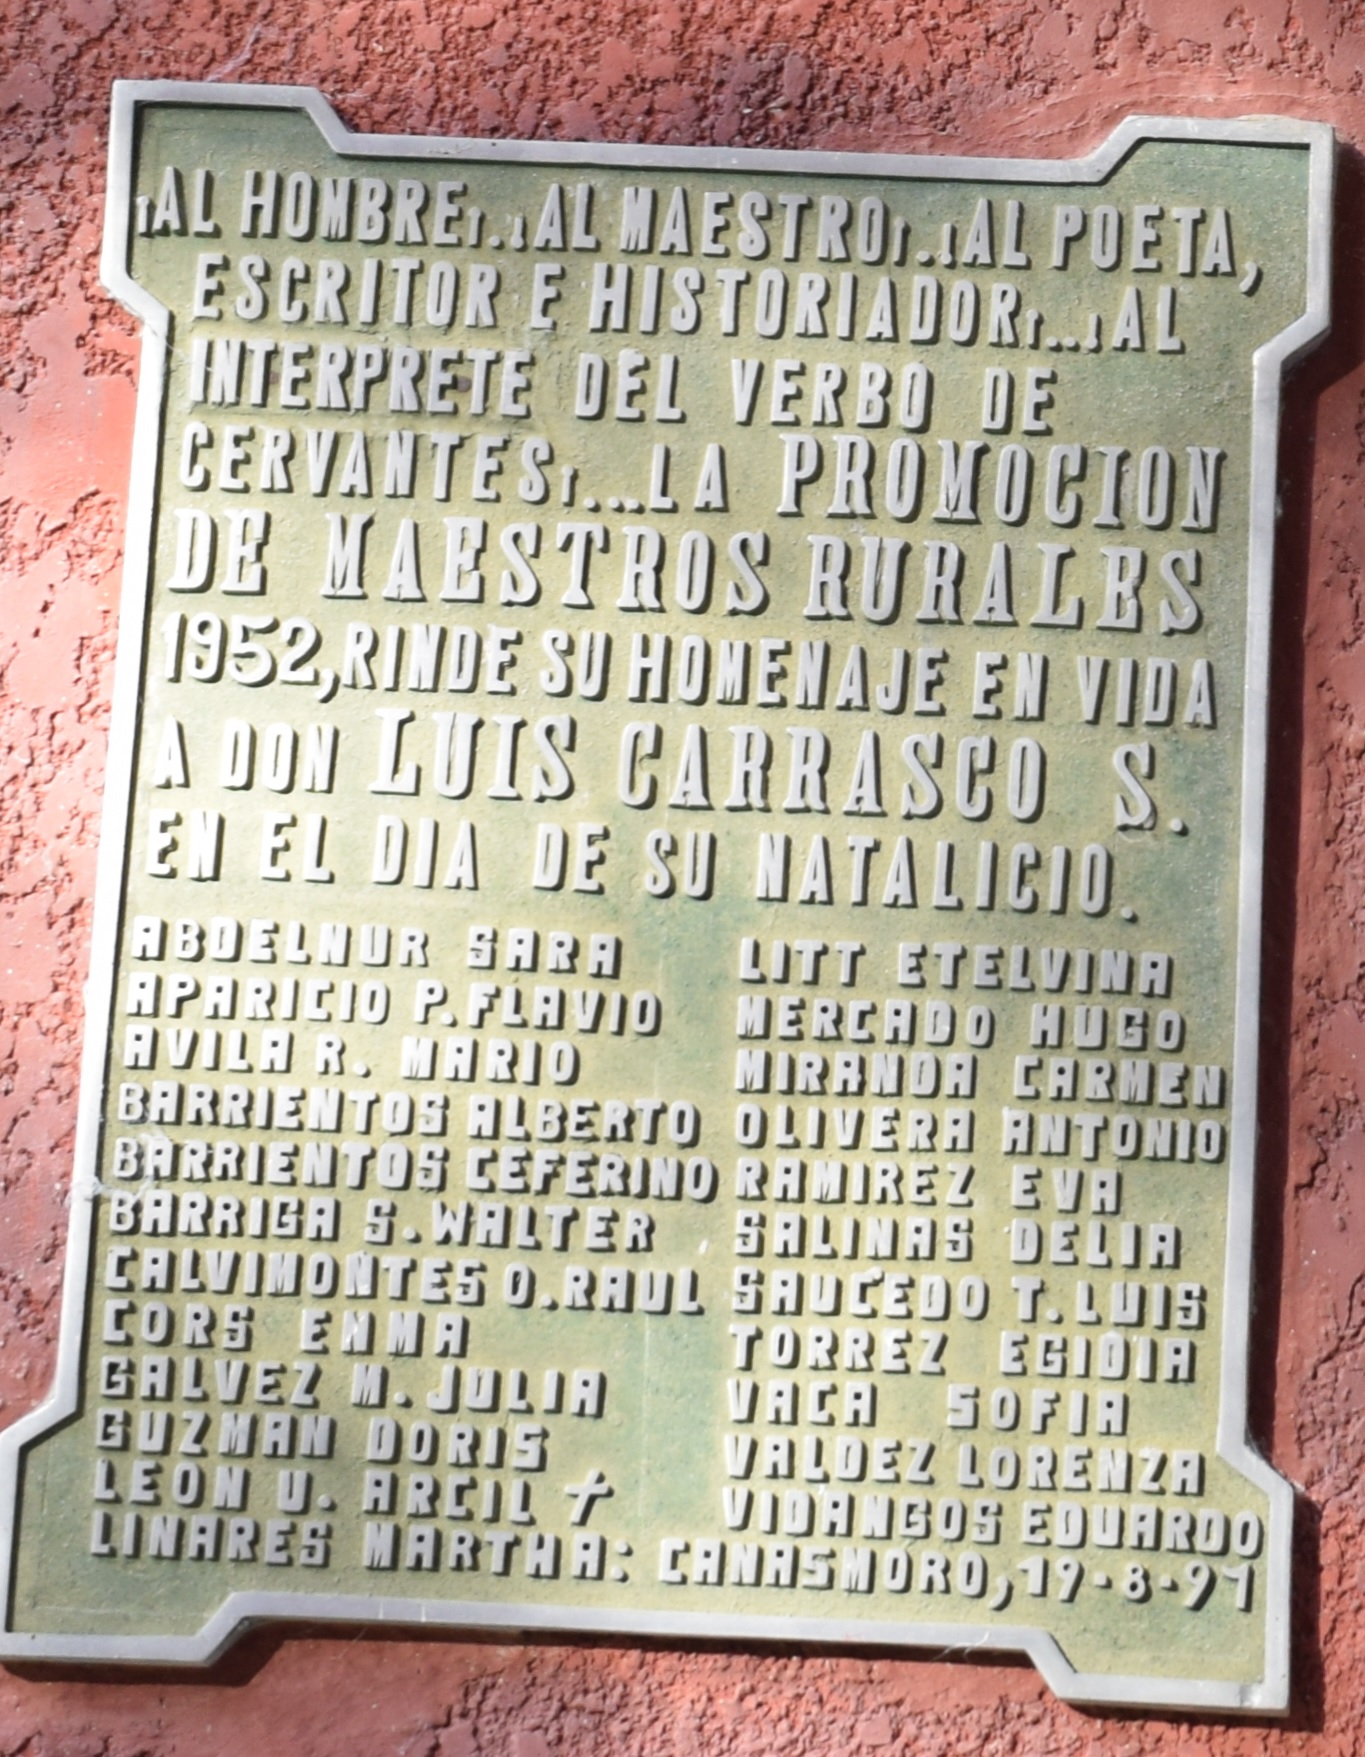 ¡AL HOMBRE!..¡AL MAESTRO!..¡AL POETA,
ESCRITOR E HISTORIADOR!...¡AL
INTERPRETE DEL VERBO DE
CERVANTES!...LA PROMOCION
DE MAESTROS RURALES
1952,RINDE SU HOMENAJE EN VIDA
A DON LUIS CARRASCO S.
EN EL DIA DE SU NATALICIO.
ABDELNUR SARA
APARICIO P. FLAVIO
AVILA R. MARIO
BARRIENTOS ALBERTO
BARRIENTOS CEFERINO
BARRIGA S. WALTER
CALVIMONTES O. RAUL
CORS ENMA
GALVEZ M. JULIA
GUZMAN DORIS
LEON U. ARCIL ✝
LINARES MARTHA:
LITT ETELVINA
MERCADO HUGO
MIRANDA CARMEN
OLIVERA ANTONIO
RAMIREZ EVA
SALINAS DELIA
SAUCEDO T. LUIS
TORREZ EGIDIA
VACA SOFIA
VALDEZ LORENZA
VIDANGOS EDUARDO
CANASMORO, 19-8-91